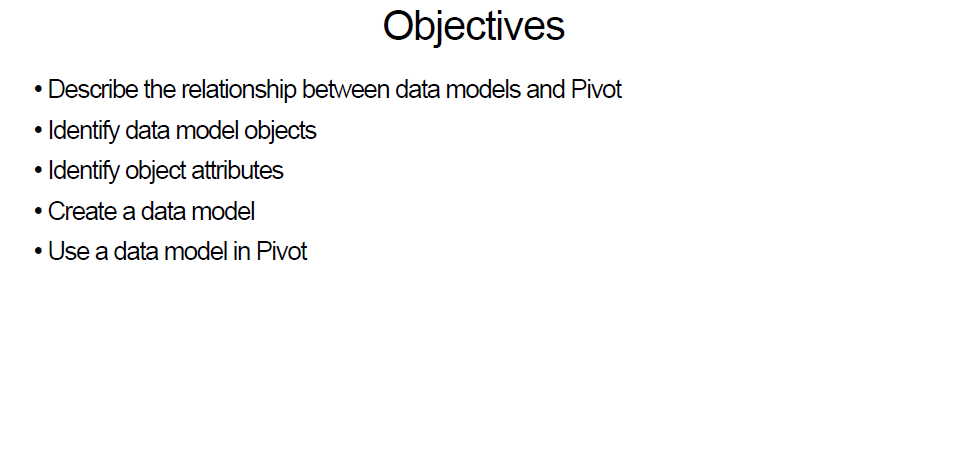 Objectives
• Describe the relationship between data models and Pivot
• Identify data model objects
• Identify object attributes
• Create a data model
• Use a data model in Pivot